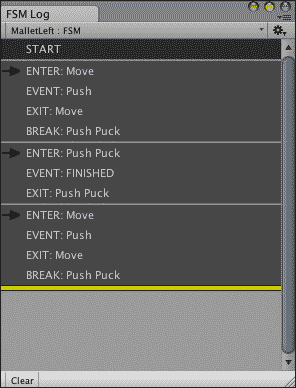 FSM Log
MalletLeft : FSM
START
ENTER: Move
EVENT: Push
EXIT: Move
BREAK: Push Puck
ENTER: Push Puck
EVENT: FINISHED
EXIT: Push Puck
ENTER: Move
EVENT: Push
EXIT: Move
BREAK: Push Puck
Clear